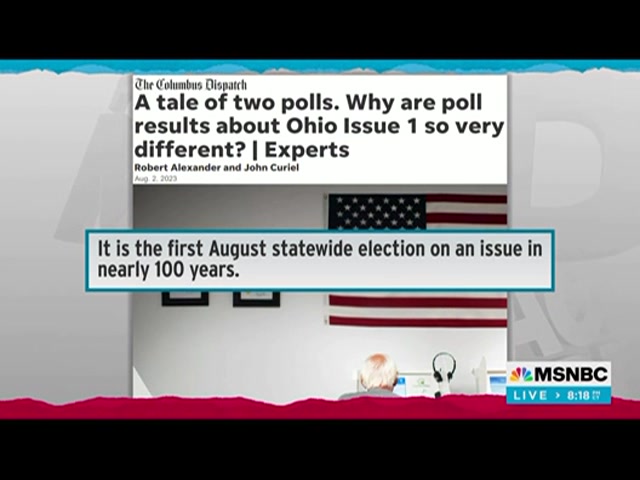 The Columbus Dispatch
A tale of two polls. Why are poll
results about Ohio Issue 1 so very
different? | Experts
Robert Alexander and John Curiel
Aug. 2, 2023
It is the first August statewide election on an issue in
nearly 100 years.
MSNBC
LIVE > 8:18 PM ET